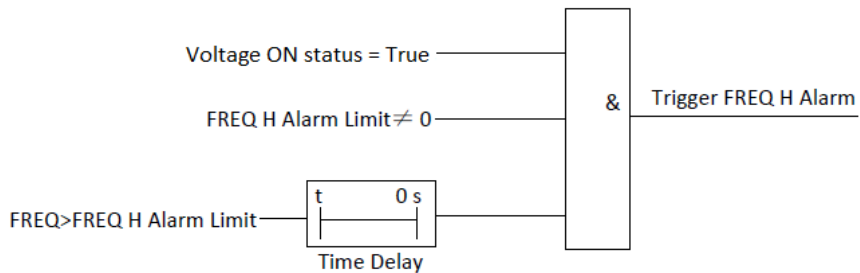 Voltage ON status = True
FREQ H Alarm Limit≠ 0
&
Trigger FREQ H Alarm
t 0 s
FREQ>FREQ H Alarm Limit
Time Delay